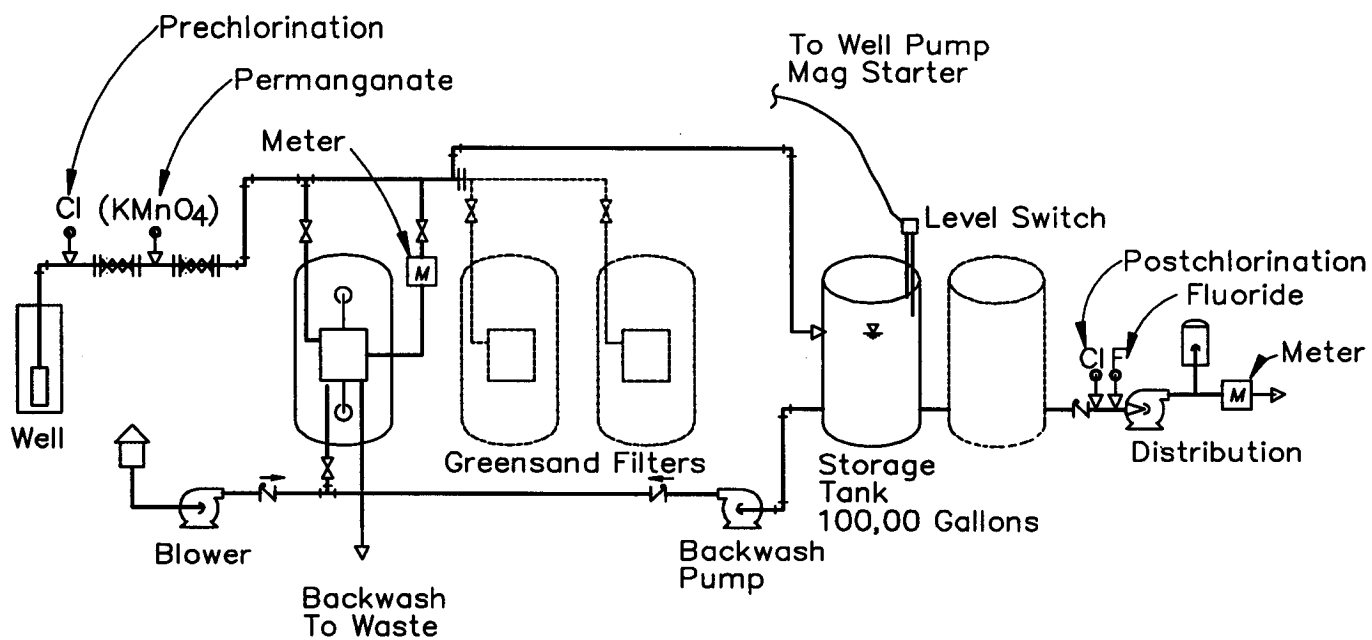 Prechlorination
Permanganate
To Well Pump
Mag Starter
Meter
Cl (KMnO4)
Level Switch
M
Postchlorination
Fluoride
Cl F
Meter
M
Well
Greensand Filters
Storage
Tank
100,00 Gallons
Distribution
Blower
Backwash
Pump
Backwash
To Waste